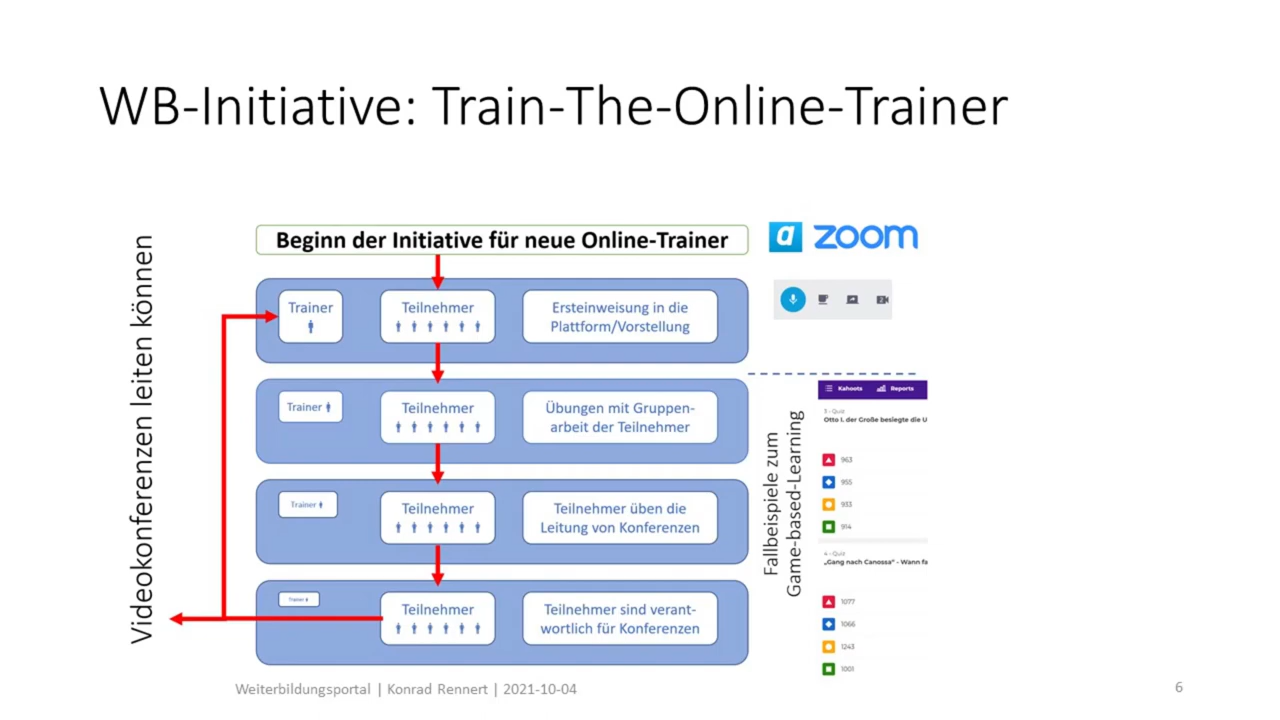 WB-Initiative: Train-The-Online-Trainer
Videokonferenzen leiten können
Beginn der Initiative für neue Online-Trainer
a zoom
Trainer
Teilnehmer
Ersteinweisung in die
Plattform/Vorstellung
Trainer
Teilnehmer
Übungen mit Gruppen-
arbeit der Teilnehmer
Trainer
Teilnehmer
Teilnehmer üben die
Leitung von Konferenzen
Trainer
Teilnehmer
Teilnehmer sind verant-
wortlich für Konferenzen
Fallbeispiele zum
Game-based-Learning
Kahoots Reports
3 - Quiz
Otto I. der Große besiegte die U
963
955
933
914
4 - Quiz
„Gang nach Canossa“ - Wann fa
1077
1066
1243
1001
Weiterbildungsportal | Konrad Rennert | 2021-10-04
6